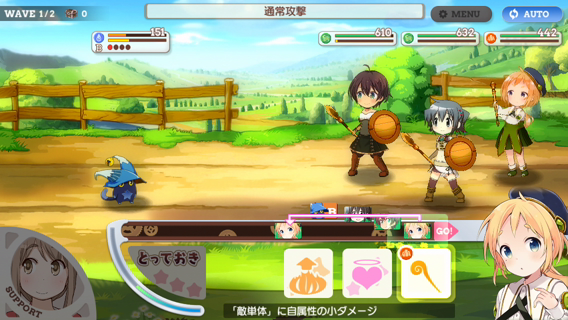 WAVE 1/2 0
通常攻撃
MENU
AUTO
151
B
610
632
442
B
GO!
とっておき
SUPPORT
「敵単体」に自属性の小ダメージ